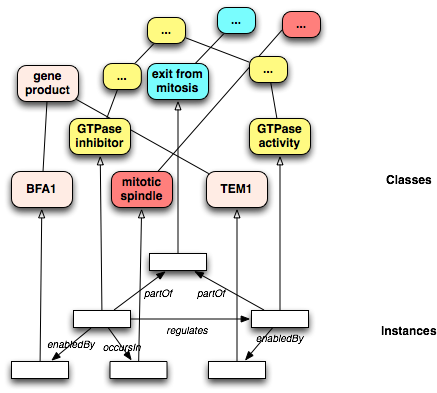 ...
...
...
...
...
gene
product
exit from
mitosis
GTPase
inhibitor
GTPase
activity
BFA1
mitotic
spindle
TEM1
Classes
partOf
partOf
regulates
Instances
enabledBy
occursIn
enabledBy